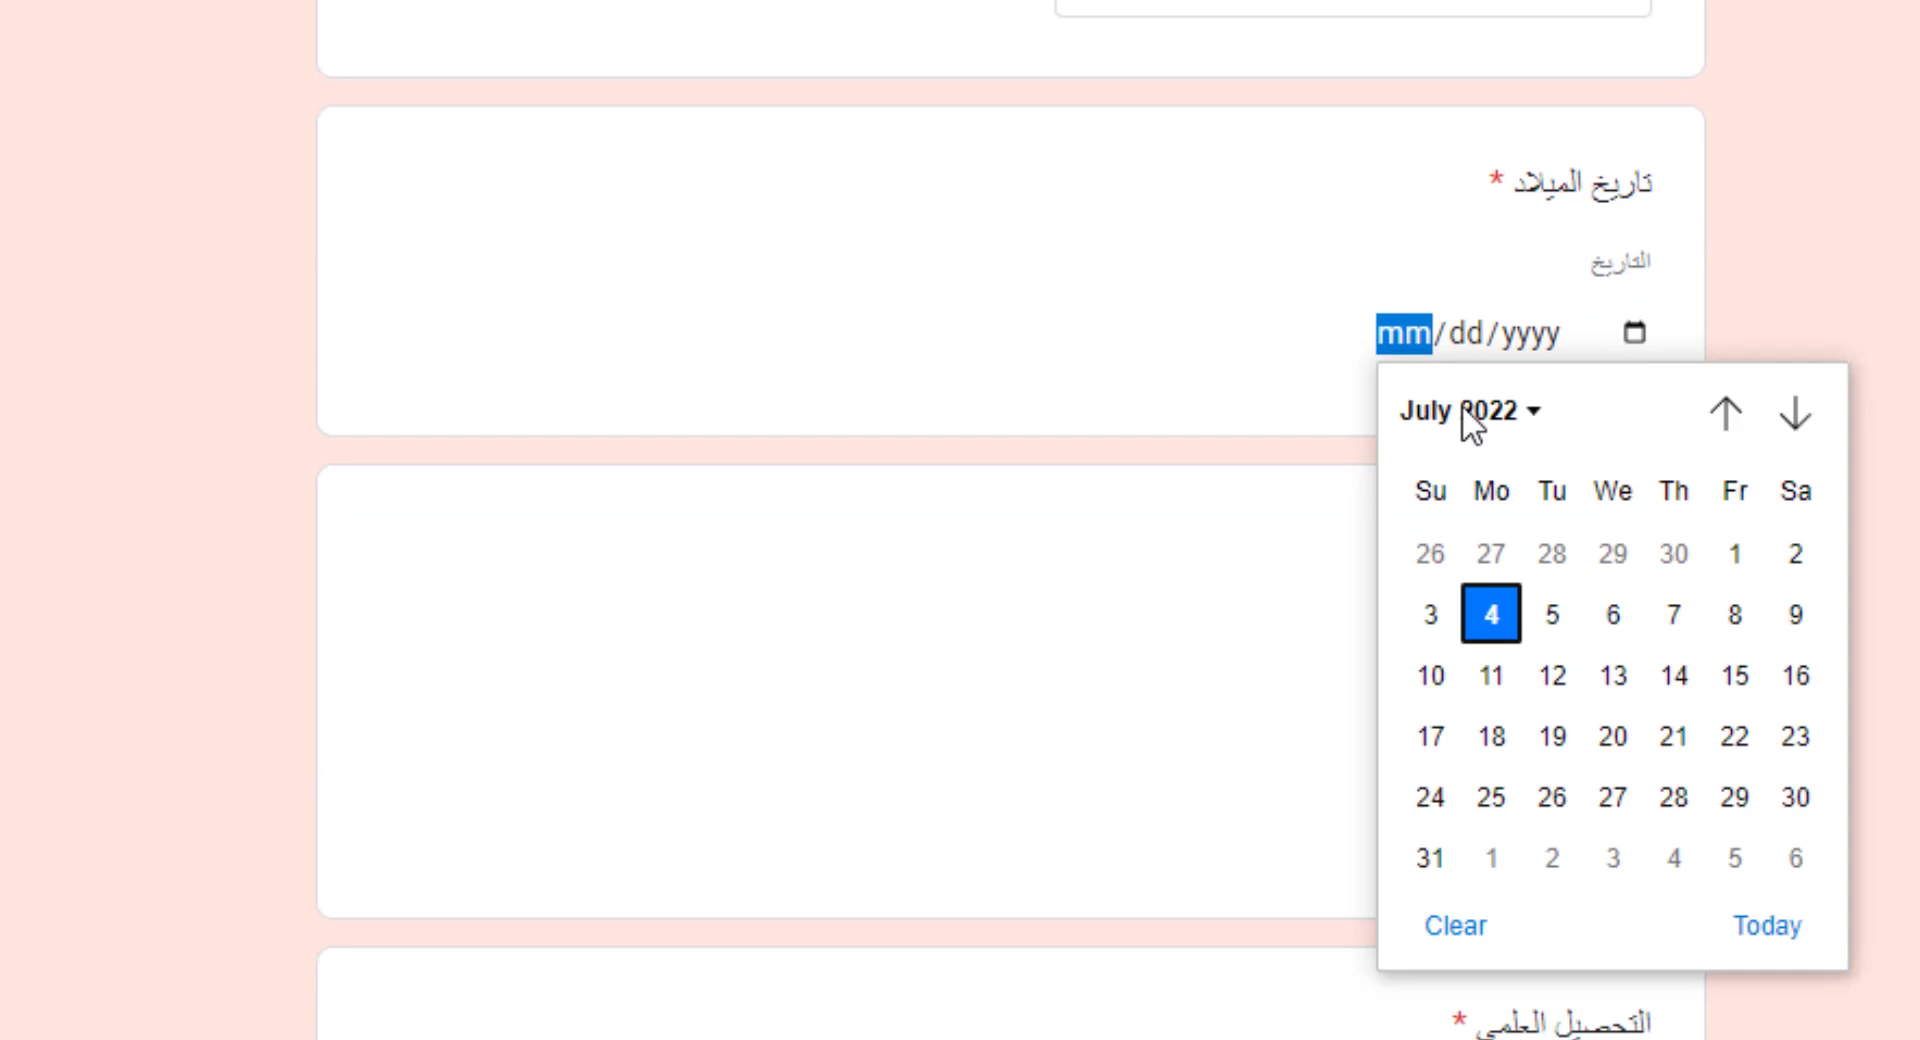 تاريخ الميلاد *
التاريخ
mm/dd/yyyy
July 2022
Su Mo Tu We Th Fr Sa
26 27 28 29 30 1 2
3 4 5 6 7 8 9
10 11 12 13 14 15 16
17 18 19 20 21 22 23
24 25 26 27 28 29 30
31 1 2 3 4 5 6
Clear Today
التحصيل العلمي *